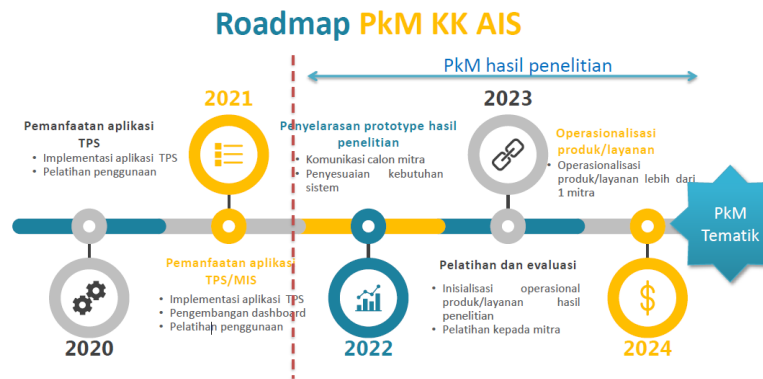 Roadmap PkM KK AIS
PkM hasil penelitian
2021
2023
Pemanfaatan aplikasi
TPS
• Implementasi aplikasi TPS
• Pelatihan penggunaan
Penyelarasan prototype hasil
penelitian
• Komunikasi calon mitra
• Penyesuaian kebutuhan
sistem
Operasionalisasi
produk/layanan
• Operasionalisasi
produk/layanan lebih dari
1 mitra
PkM
Tematik
Pemanfaatan aplikasi
TPS/MIS
• Implementasi aplikasi TPS
• Pengembangan dashboard
• Pelatihan penggunaan
Pelatihan dan evaluasi
• Inisialisasi operasional
produk/layanan hasil
penelitian
• Pelatihan kepada mitra
$
2020
2022
2024